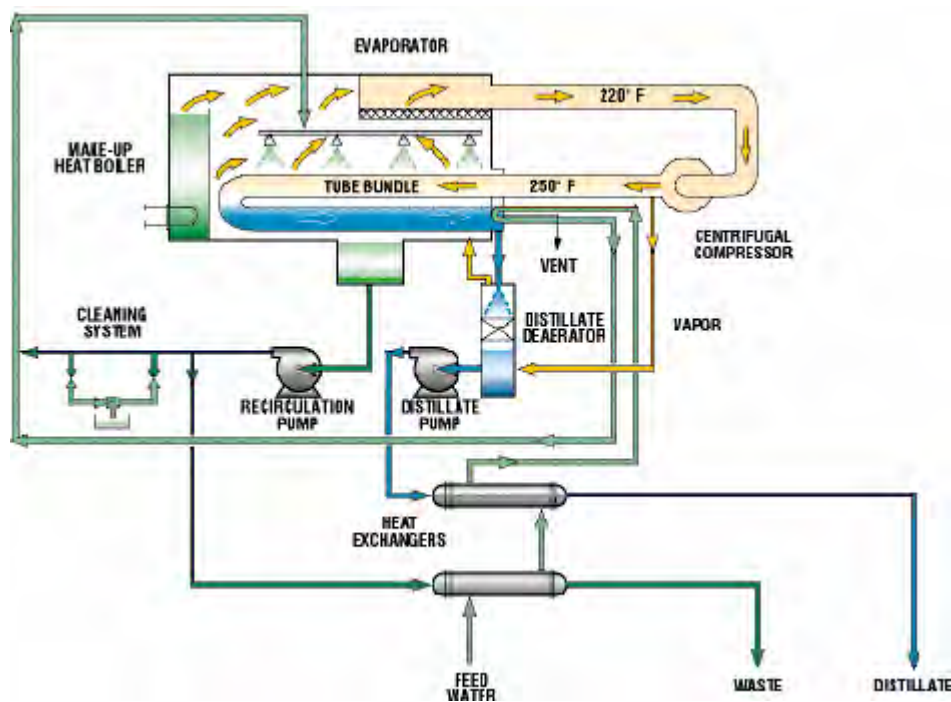 EVAPORATOR
220° F
MAKE-UP
HEAT BOILER
TUBE BUNDLE
250° F
CENTRIFUGAL
COMPRESSOR
VENT
CLEANING
SYSTEM
DISTILLATE
DEAERATOR
VAPOR
RECIRCULATION
PUMP
DISTILLATE
PUMP
HEAT
EXCHANGERS
FEED
WATER
WASTE
DISTILLATE